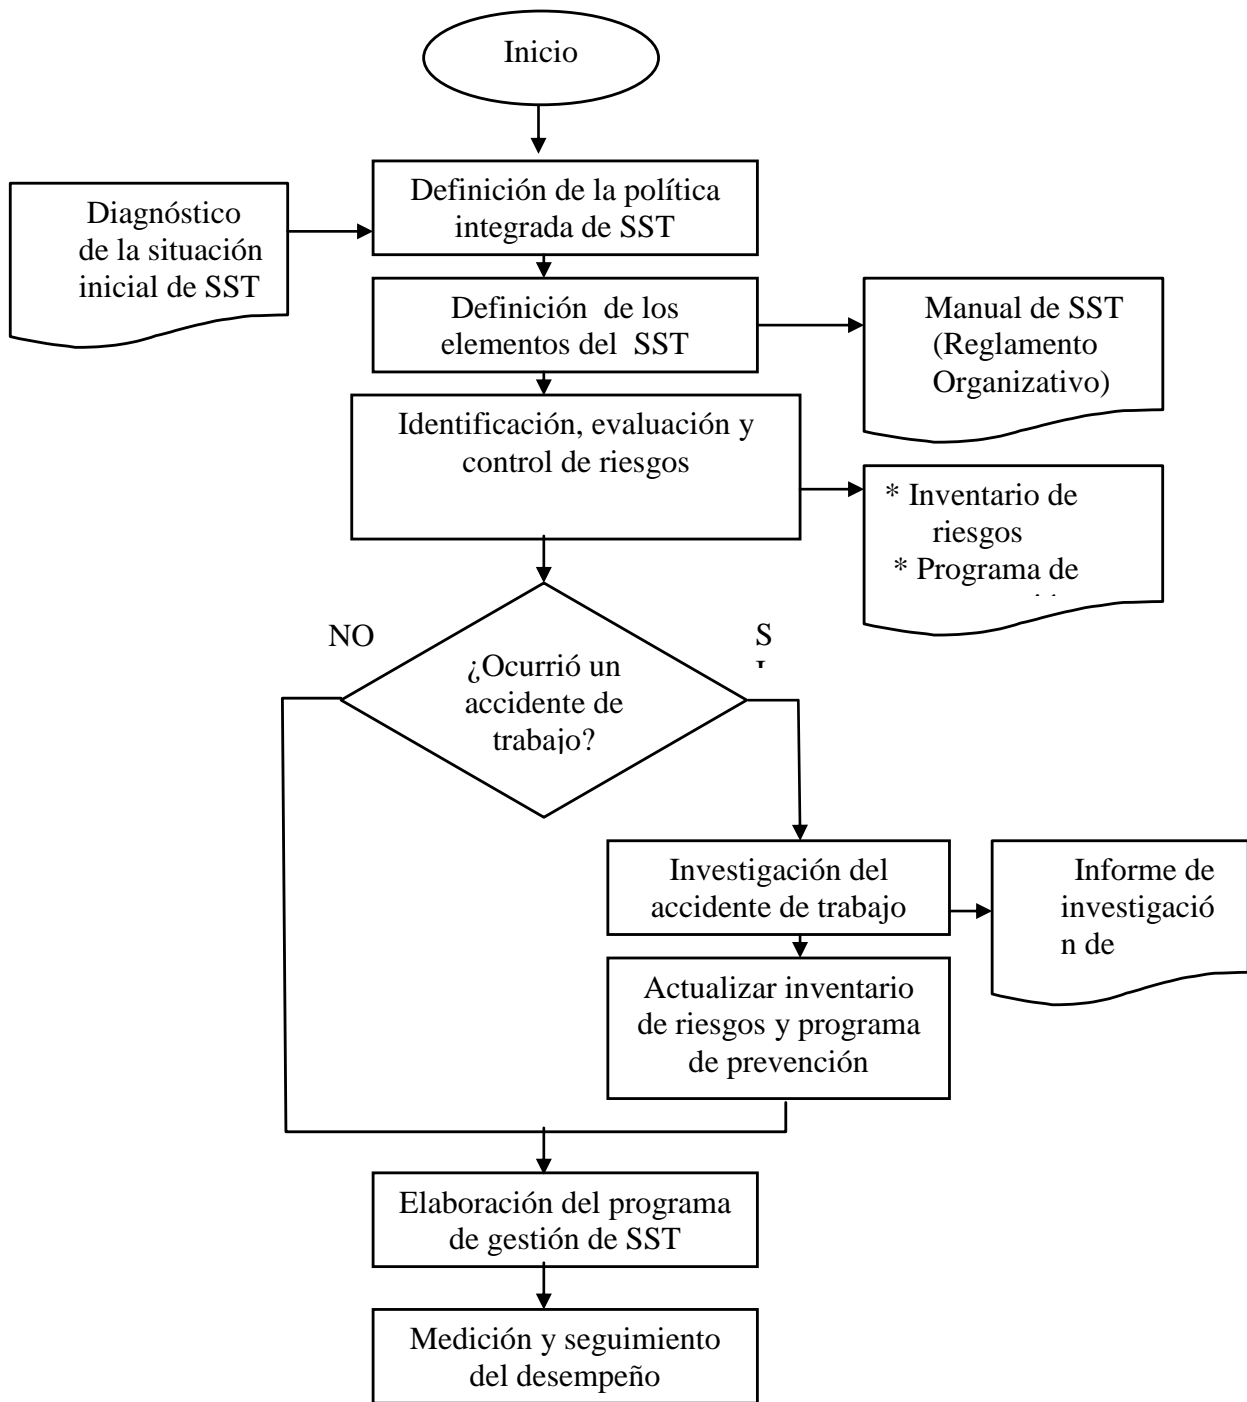 Inicio
Definición de la política
integrada de SST
Diagnóstico
de la situación
inicial de SST
Definición de los
elementos del SST
Manual de SST
(Reglamento
Organizativo)
Identificación, evaluación y
control de riesgos
* Inventario de
riesgos
* Programa de
NO
S
¿Ocurrió un
accidente de
trabajo?
Investigación del
accidente de trabajo
Informe de
investigació
n de
Actualizar inventario
de riesgos y programa
de prevención
Elaboración del programa
de gestión de SST
Medición y seguimiento
del desempeño